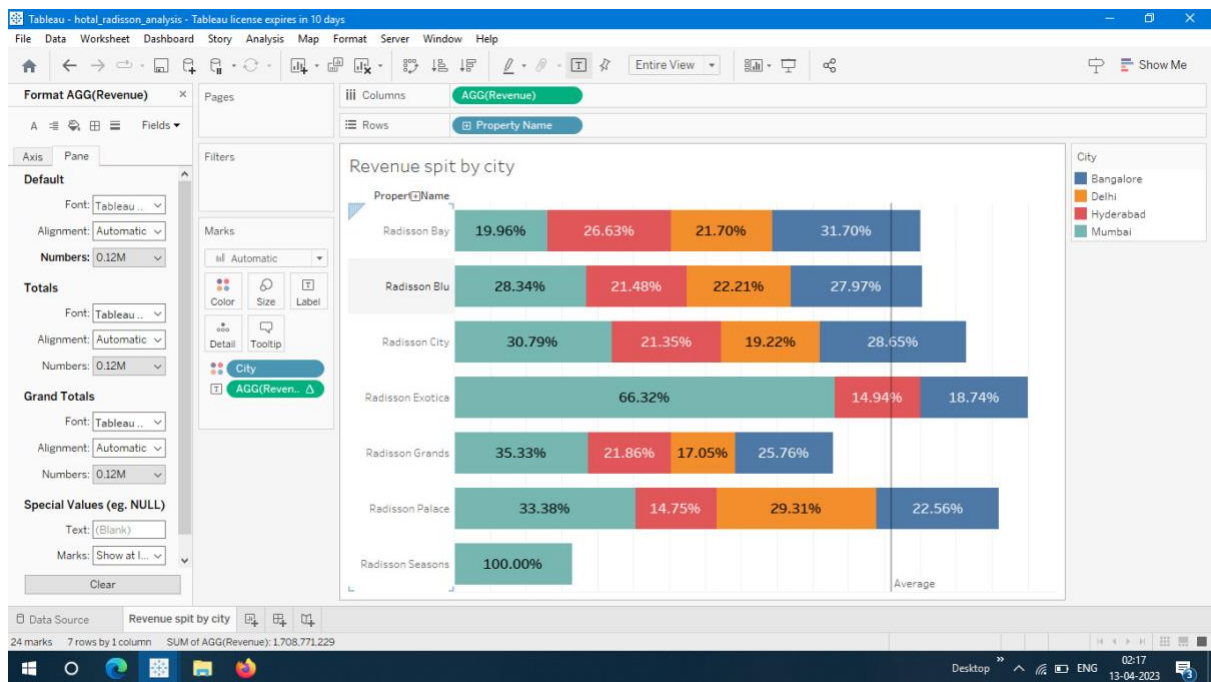 Tableau - hotal_radisson_analysis - Tableau license expires in 10 days
File Data Worksheet Dashboard Story Analysis Map Format Server Window Help
Entire View
Show Me
Format AGG(Revenue) ×
Fields
Axis Pane
Default
Font: Tableau ..
Alignment: Automatic
Numbers: 0.12M
Totals
Font: Tableau ..
Alignment: Automatic
Numbers: 0.12M
Grand Totals
Font: Tableau ..
Alignment: Automatic
Numbers: 0.12M
Special Values (eg. NULL)
Text: (Blank)
Marks: Show at I...
Clear
Pages
Filters
Marks
Automatic
Color Size Label
Detail Tooltip
City
AGG(Reven.. Δ
Columns AGG(Revenue)
Rows Property Name
Revenue spit by city
Propert Name
Radisson Bay 19.96% 26.63% 21.70% 31.70%
Radisson Blu 28.34% 21.48% 22.21% 27.97%
Radisson City 30.79% 21.35% 19.22% 28.65%
Radisson Exotica 66.32% 14.94% 18.74%
Radisson Grands 35.33% 21.86% 17.05% 25.76%
Radisson Palace 33.38% 14.75% 29.31% 22.56%
Radisson Seasons 100.00%
Average
City
Bangalore
Delhi
Hyderabad
Mumbai
Data Source Revenue spit by city
24 marks 7 rows by 1 column SUM of AGG(Revenue): 1,708,771,229
Desktop ENG 02:17
13-04-2023
3